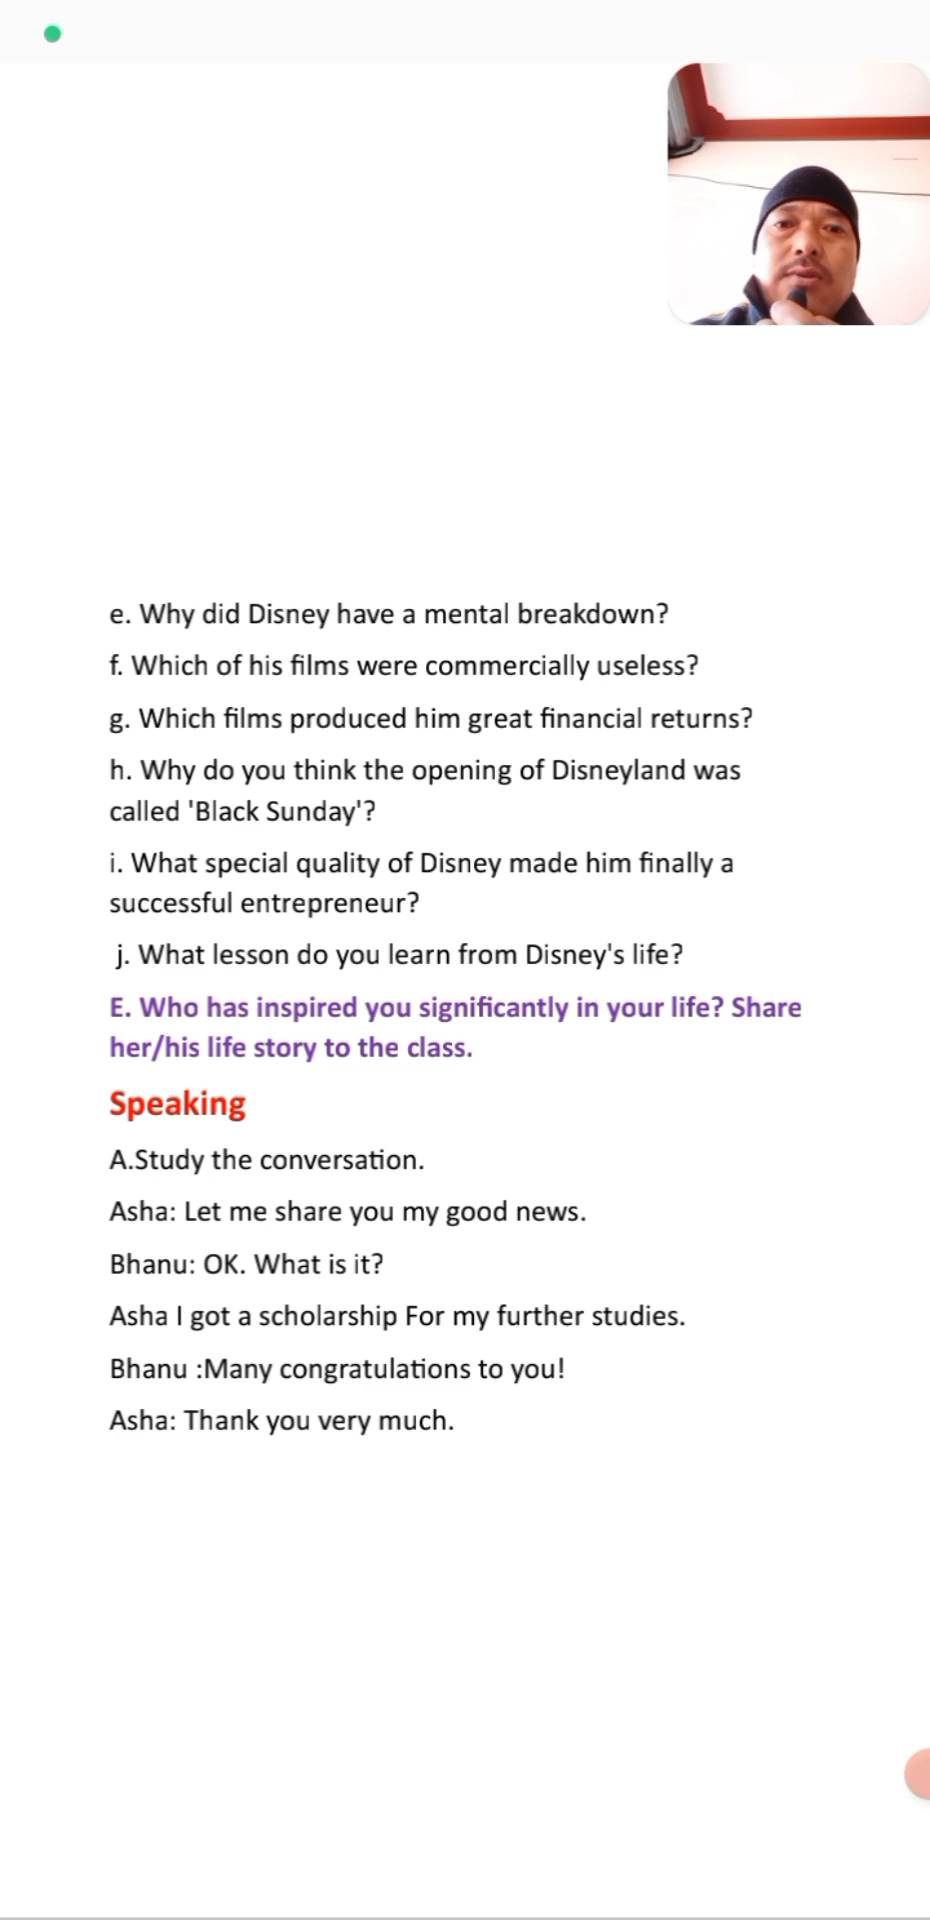 e. Why did Disney have a mental breakdown?
f. Which of his films were commercially useless?
g. Which films produced him great financial returns?
h. Why do you think the opening of Disneyland was
called 'Black Sunday'?
i. What special quality of Disney made him finally a
successful entrepreneur?
j. What lesson do you learn from Disney's life?
E. Who has inspired you significantly in your life? Share
her/his life story to the class.
Speaking
A.Study the conversation.
Asha: Let me share you my good news.
Bhanu: OK. What is it?
Asha I got a scholarship For my further studies.
Bhanu :Many congratulations to you!
Asha: Thank you very much.